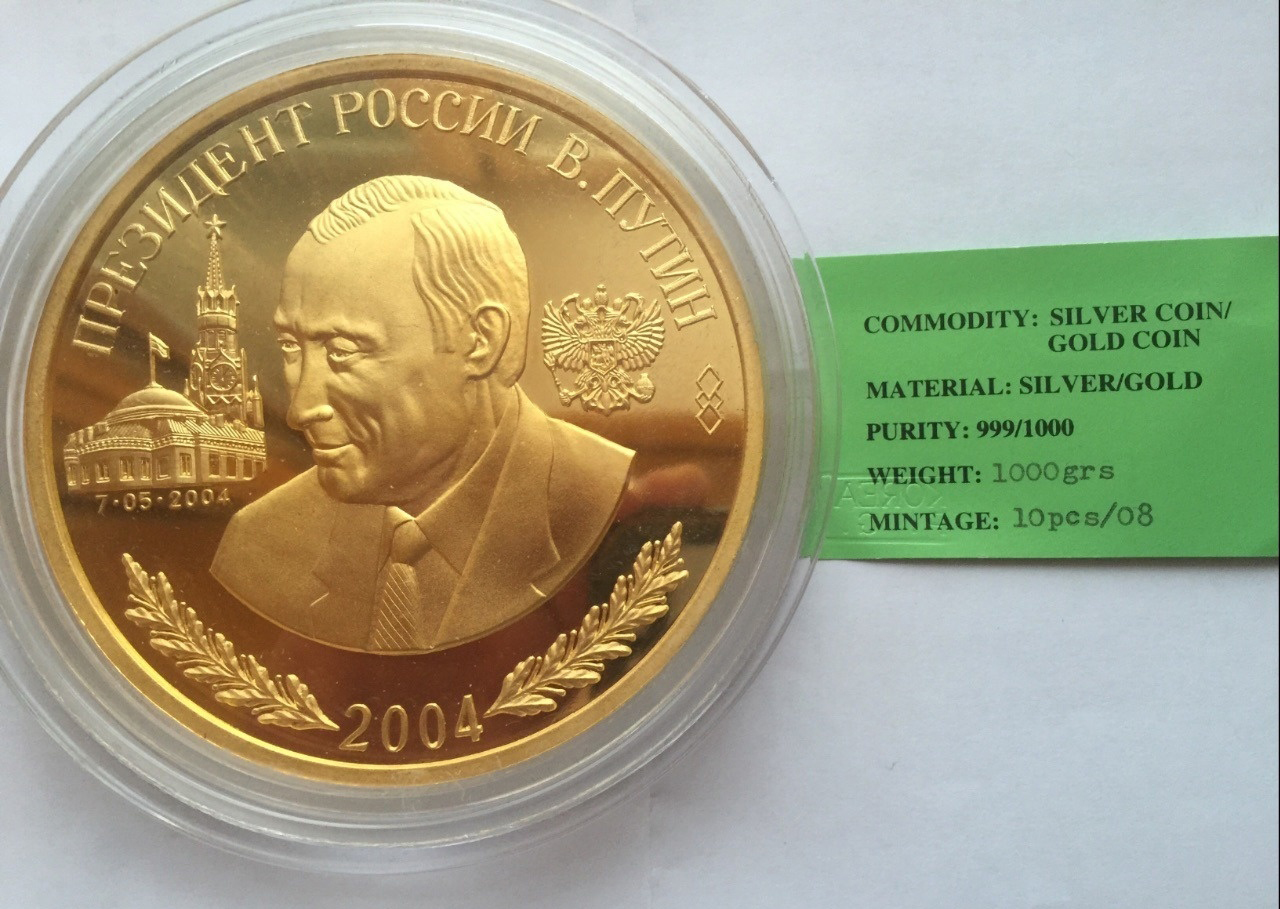 ПРЕЗИДЕНТ РОССИИ В. ПУТИН
7·05·2004
2004
COMMODITY: SILVER COIN/
GOLD COIN
MATERIAL: SILVER/GOLD
PURITY: 999/1000
WEIGHT: 1000grs
MINTAGE: 10pcs/08